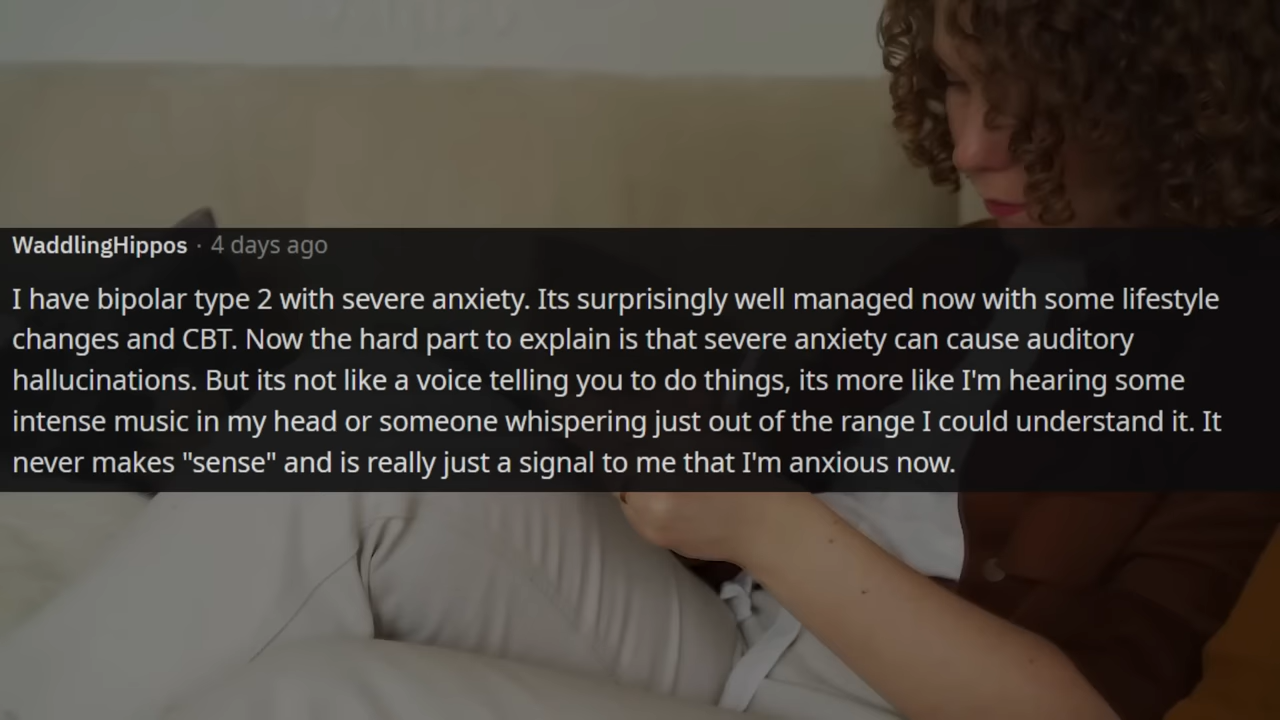 WaddlingHippos · 4 days ago
I have bipolar type 2 with severe anxiety. Its surprisingly well managed now with some lifestyle
changes and CBT. Now the hard part to explain is that severe anxiety can cause auditory
hallucinations. But its not like a voice telling you to do things, its more like I'm hearing some
intense music in my head or someone whispering just out of the range I could understand it. It
never makes "sense" and is really just a signal to me that I'm anxious now.